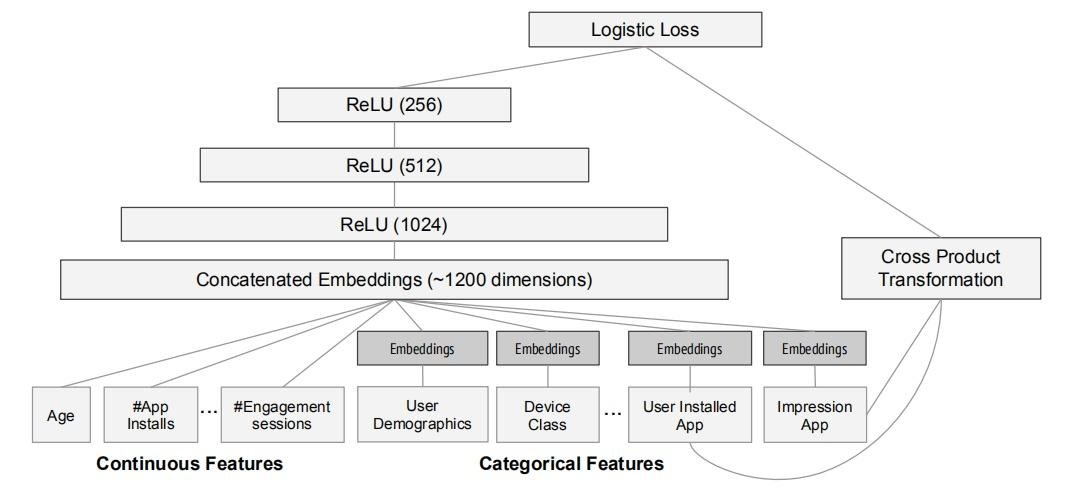 Logistic Loss
ReLU (256)
ReLU (512)
ReLU (1024)
Concatenated Embeddings (~1200 dimensions)
Cross Product
Transformation
Embeddings
Embeddings
Embeddings
Embeddings
Age
#App
Installs
...
#Engagement
sessions
User
Demographics
Device
Class
...
User Installed
App
Impression
App
Continuous Features
Categorical Features